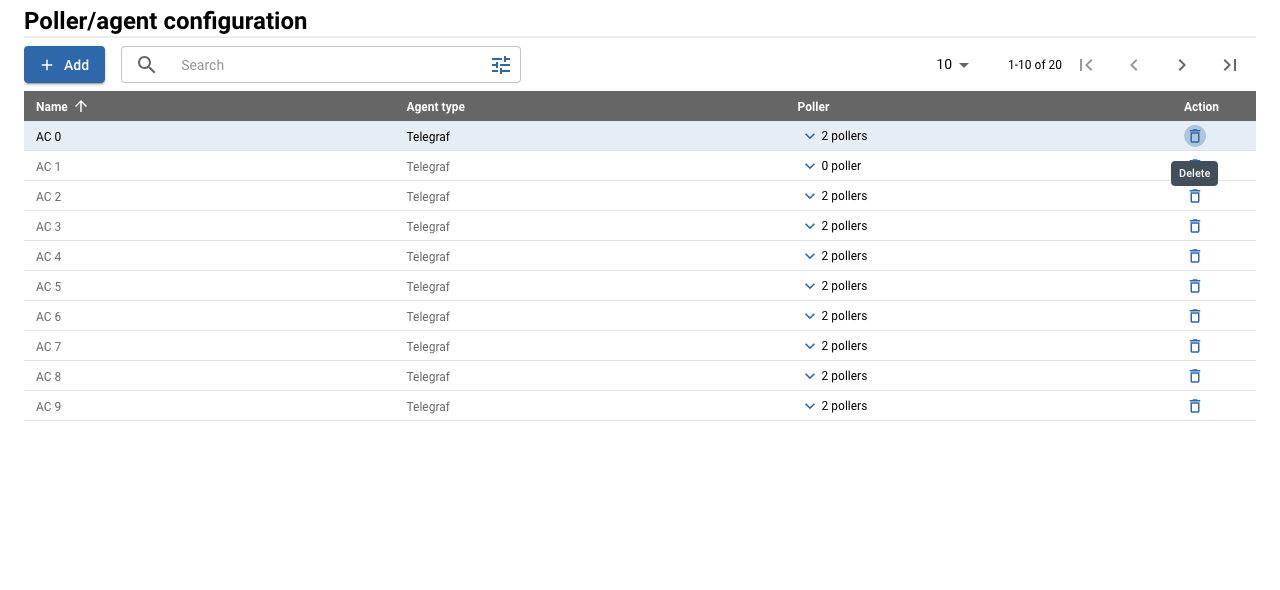 Poller/agent configuration
Add Search 10 1-10 of 20
Name Agent type Poller Action
AC 0 Telegraf 2 pollers
AC 1 Telegraf 0 poller
Delete
AC 2 Telegraf 2 pollers
AC 3 Telegraf 2 pollers
AC 4 Telegraf 2 pollers
AC 5 Telegraf 2 pollers
AC 6 Telegraf 2 pollers
AC 7 Telegraf 2 pollers
AC 8 Telegraf 2 pollers
AC 9 Telegraf 2 pollers